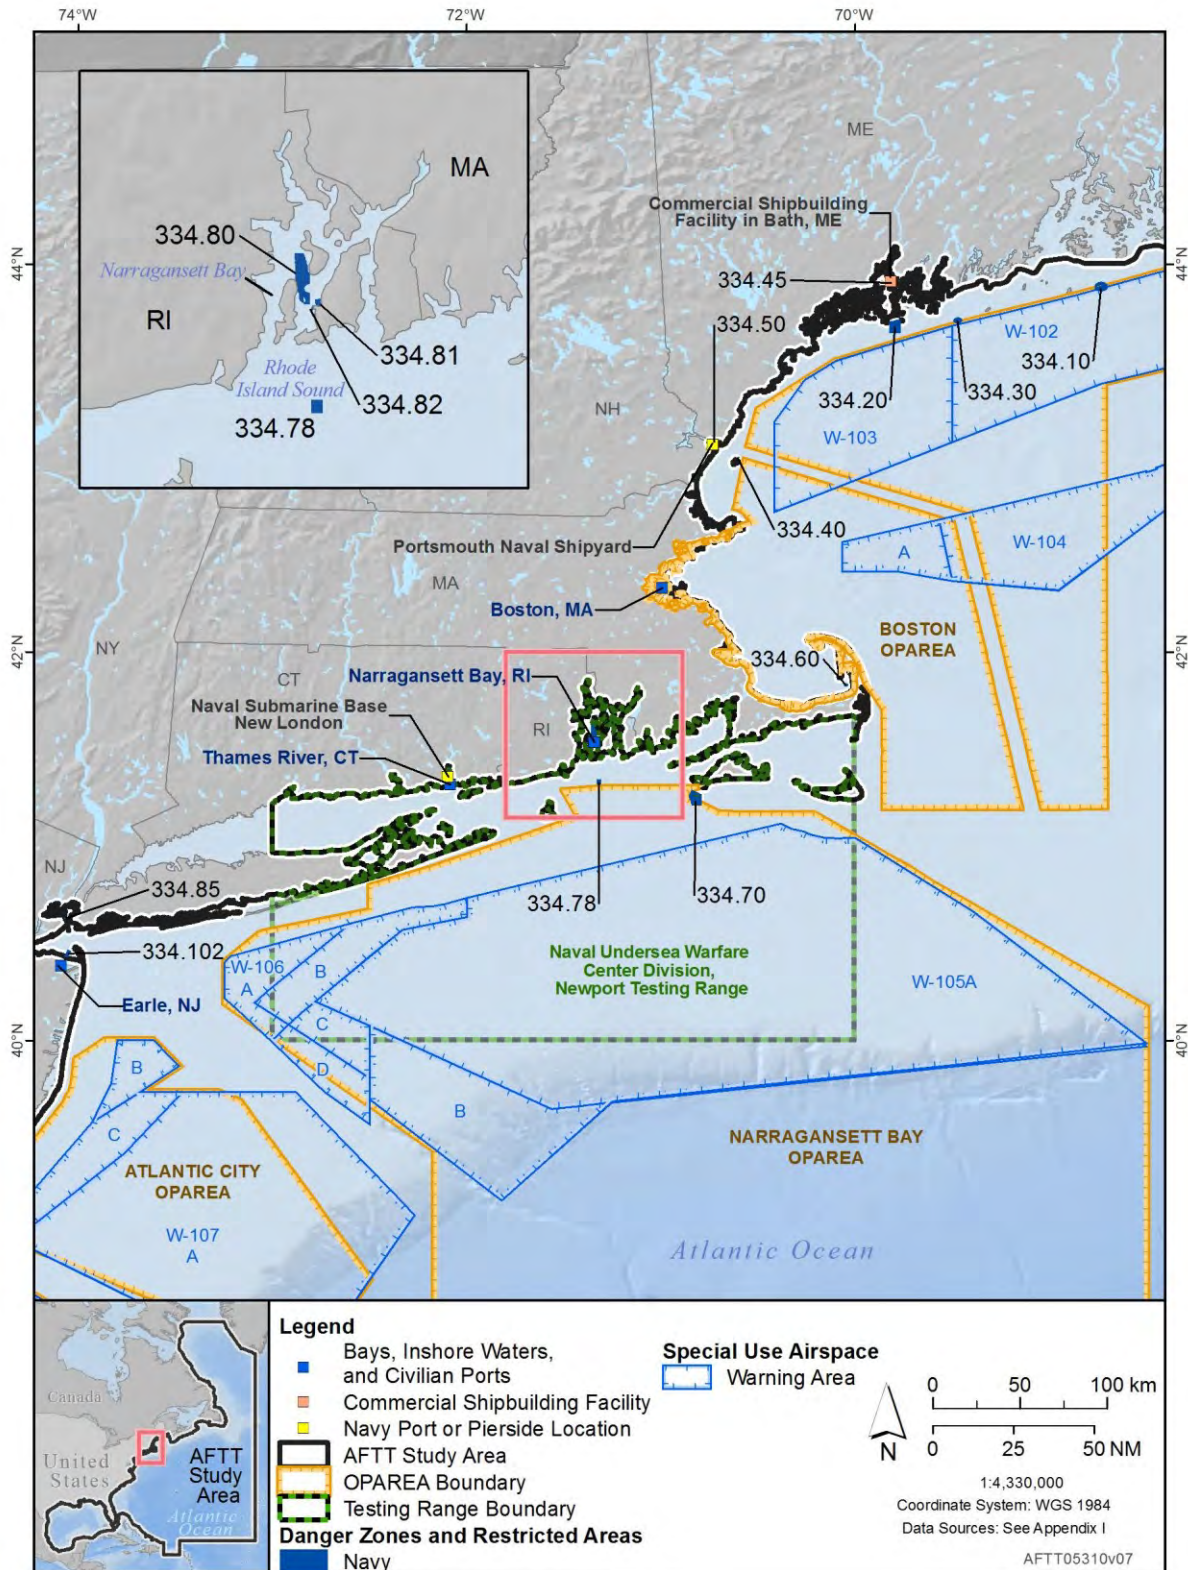 74°W
72°W
70°W
44°N
42°N
40°N
44°N
42°N
40°N
MA
334.80
Narragansett Bay
RI
334.81
Rhode
Island Sound
334.82
334.78
ME
Commercial Shipbuilding
Facility in Bath, ME
334.45
334.50
W-102
334.10
334.20
334.30
NH
W-103
334.40
Portsmouth Naval Shipyard
W-104
A
MA
Boston, MA
BOSTON
OPAREA
NY
334.60
CT
Narragansett Bay, RI
Naval Submarine Base
New London
RI
Thames River, CT
NJ
334.85
334.78
334.70
334.102
Naval Undersea Warfare
Center Division,
Newport Testing Range
W-106
A
B
W-105A
Earle, NJ
C
D
B
B
C
NARRAGANSETT BAY
OPAREA
ATLANTIC CITY
OPAREA
W-107
A
Atlantic Ocean
Canada
United
States
AFTT
Study
Area
Atlantic
Ocean
Legend
Bays, Inshore Waters,
and Civilian Ports
Commercial Shipbuilding Facility
Navy Port or Pierside Location
AFTT Study Area
OPAREA Boundary
Testing Range Boundary
Danger Zones and Restricted Areas
Navy
Special Use Airspace
Warning Area
N
0 50 100 km
0 25 50 NM
1:4,330,000
Coordinate System: WGS 1984
Data Sources: See Appendix I
AFTT05310v07